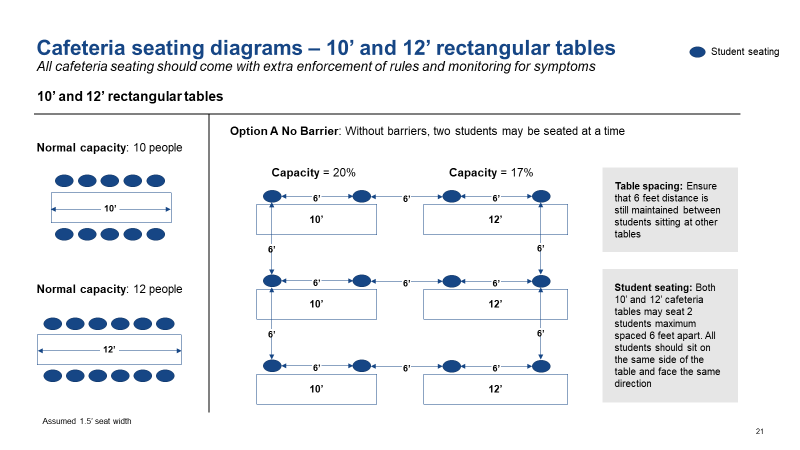 Cafeteria seating diagrams – 10’ and 12’ rectangular tables
Student seating
All cafeteria seating should come with extra enforcement of rules and monitoring for symptoms
10’ and 12’ rectangular tables
Normal capacity: 10 people
10’
Normal capacity: 12 people
12’
Assumed 1.5’ seat width
Option A No Barrier: Without barriers, two students may be seated at a time
Capacity = 20%
Capacity = 17%
6’ 6’ 6’
10’ 12’
6’ 6’
6’ 6’ 6’
10’ 12’
6’ 6’
6’ 6’ 6’
10’ 12’
Table spacing: Ensure
that 6 feet distance is
still maintained between
students sitting at other
tables
Student seating: Both
10’ and 12’ cafeteria
tables may seat 2
students maximum
spaced 6 feet apart. All
students should sit on
the same side of the
table and face the same
direction
21